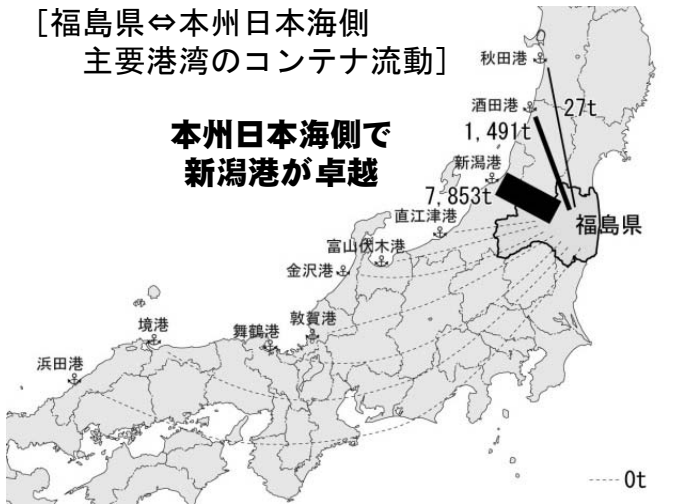 [福島県⇔本州日本海側
主要港湾のコンテナ流動]
本州日本海側で
新潟港が卓越
秋田港
酒田港
27t
1,491t
新潟港
7,853t
直江津港
福島県
富山伏木港
金沢港
敦賀港
舞鶴港
境港
浜田港
0t